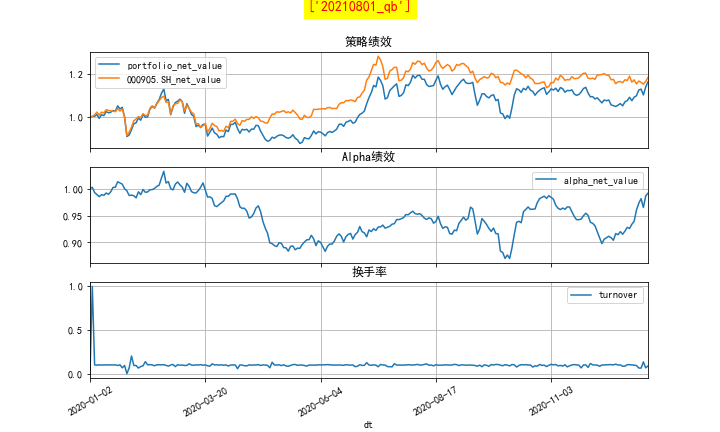 ['20210801_qb']
策略绩效
portfolio_net_value
000905.SH_net_value
1.2
1.0
Alpha绩效
alpha_net_value
1.00
0.95
0.90
换手率
turnover
1.0
0.5
0.0
2020-01-02
2020-03-20
2020-06-04
2020-08-17
2020-11-03
dt